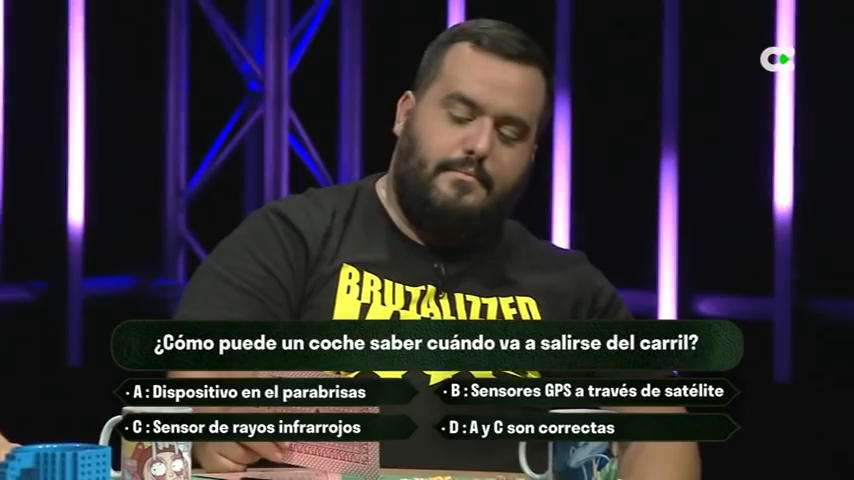 BRUTALIZZED
¿Cómo puede un coche saber cuándo va a salirse del carril?
· A : Dispositivo en el parabrisas
· B : Sensores GPS a través de satélite
· C : Sensor de rayos infrarrojos
· D : A y C son correctas